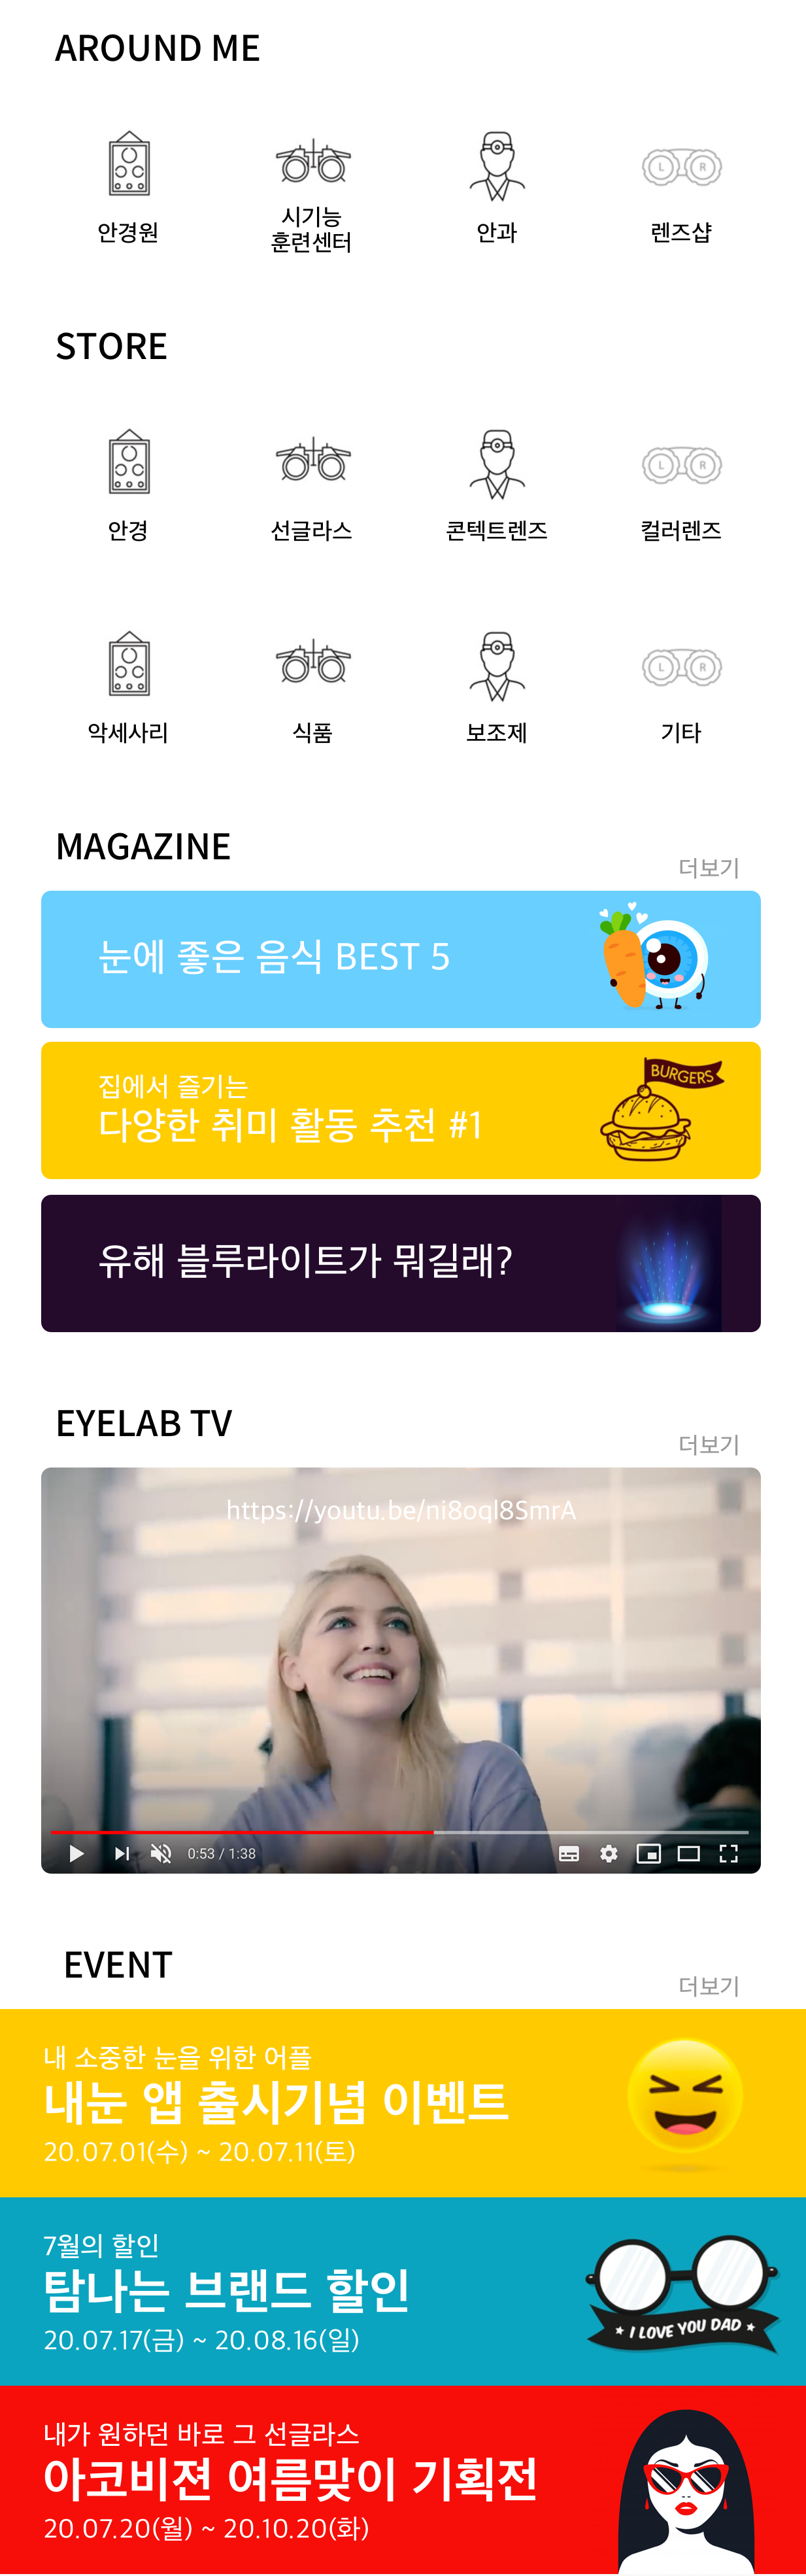 AROUND ME
안경원
시기능
훈련센터
안과
L R
렌즈샵
STORE
안경
선글라스
콘텍트렌즈
L R
컬러렌즈
악세사리
식품
보조제
L R
기타
MAGAZINE
더보기
눈에 좋은 음식 BEST 5
집에서 즐기는
다양한 취미 활동 추천 #1
BURGERS
유해 블루라이트가 뭐길래?
EYELAB TV
더보기
https://youtu.be/ni8oql8SmrA
0:53 / 1:38
EVENT
더보기
내 소중한 눈을 위한 어플
내눈 앱 출시기념 이벤트
20.07.01(수) ~ 20.07.11(토)
7월의 할인
탐나는 브랜드 할인
20.07.17(금) ~ 20.08.16(일)
I LOVE YOU DAD
내가 원하던 바로 그 선글라스
아코비젼 여름맞이 기획전
20.07.20(월) ~ 20.10.20(화)